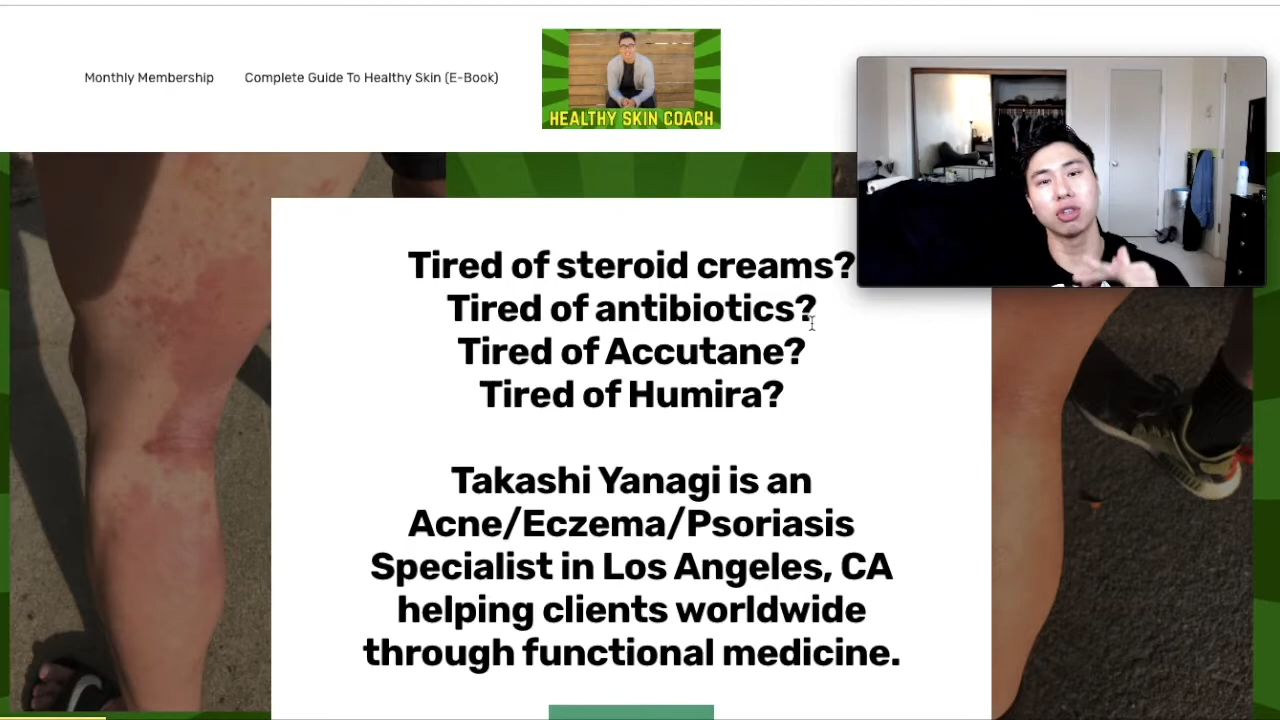 Monthly Membership
Complete Guide To Healthy Skin (E-Book)
HEALTHY SKIN COACH
Tired of steroid creams?
Tired of antibiotics?
Tired of Accutane?
Tired of Humira?
Takashi Yanagi is an
Acne/Eczema/Psoriasis
Specialist in Los Angeles, CA
helping clients worldwide
through functional medicine.